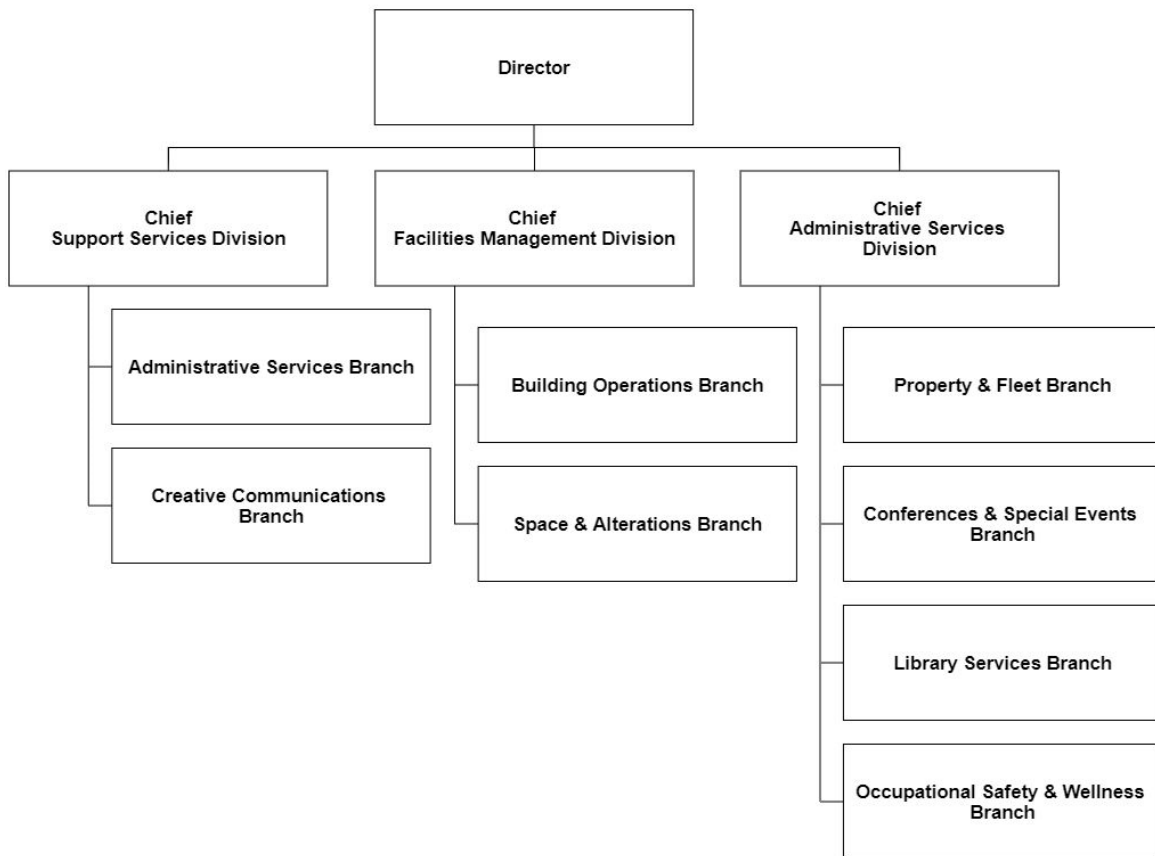 Director
Chief
Support Services Division
Chief
Facilities Management Division
Chief
Administrative Services
Division
Administrative Services Branch
Creative Communications
Branch
Building Operations Branch
Space & Alterations Branch
Property & Fleet Branch
Conferences & Special Events
Branch
Library Services Branch
Occupational Safety & Wellness
Branch